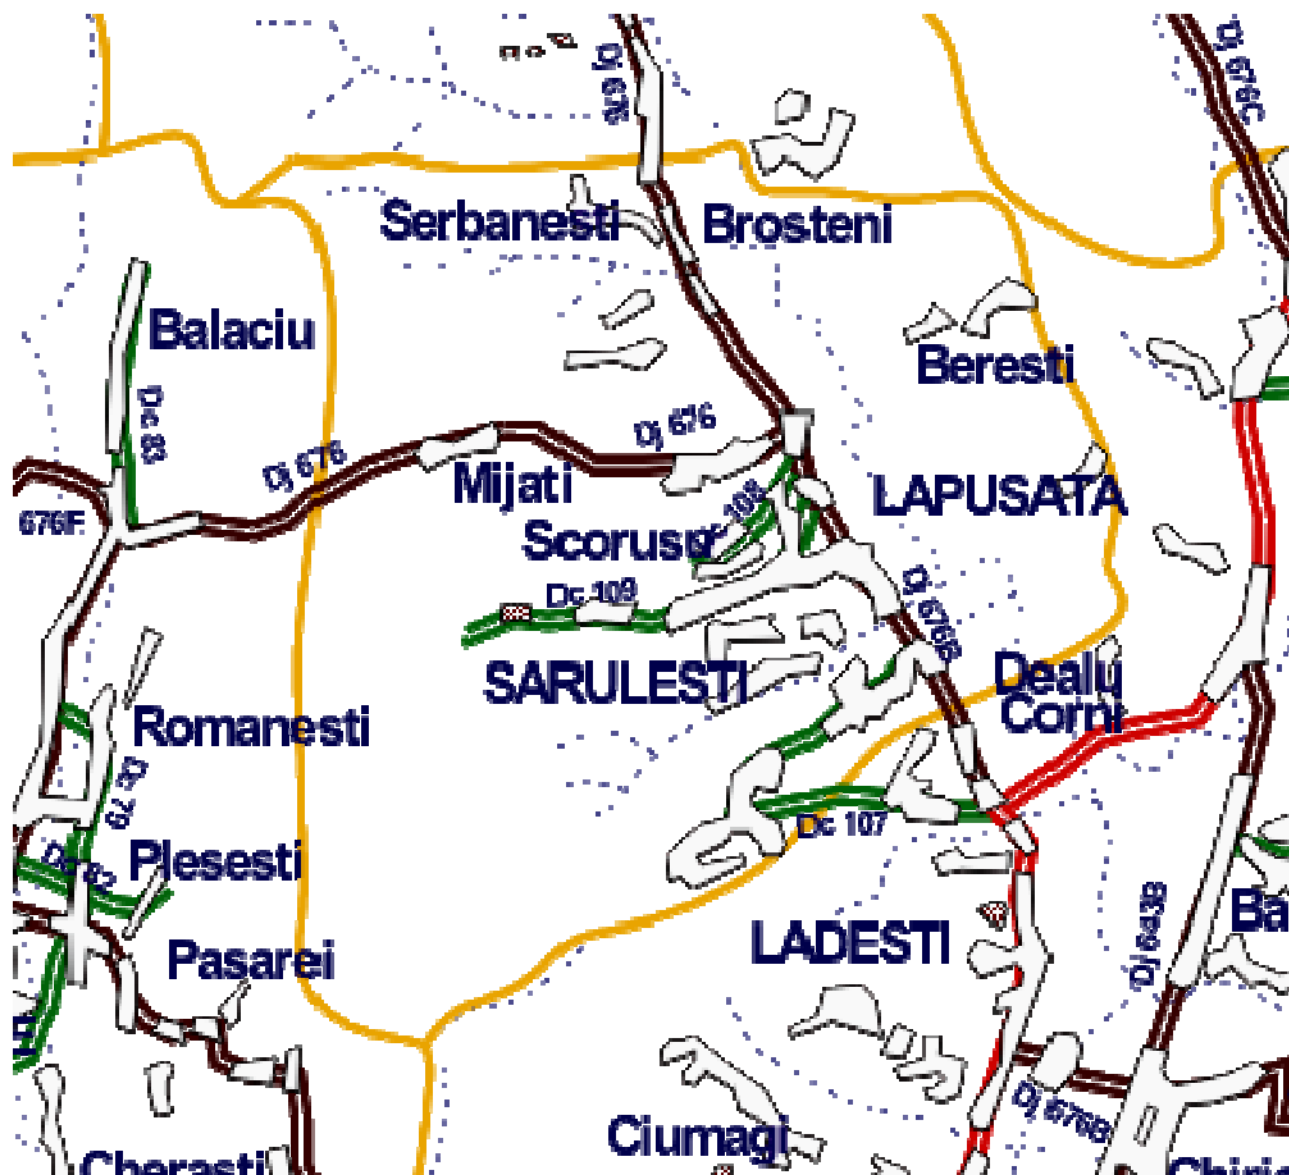 Dj 676
Dj 676C
Serbanesti
Brosteni
Balaciu
Beresti
Dc 83
Dj 676
Dj 676
Mijati
LAPUSATA
676F
Scorusu
Dc 108
Dc 109
Dj 676B
SARULESTI
Dealu
Corni
Romanesti
Dc 79
Dc 107
Plesesti
Dc 82
Ba
LADESTI
Dj 643B
Pasarei
Dj 676B
Ciumagi
Cherasti